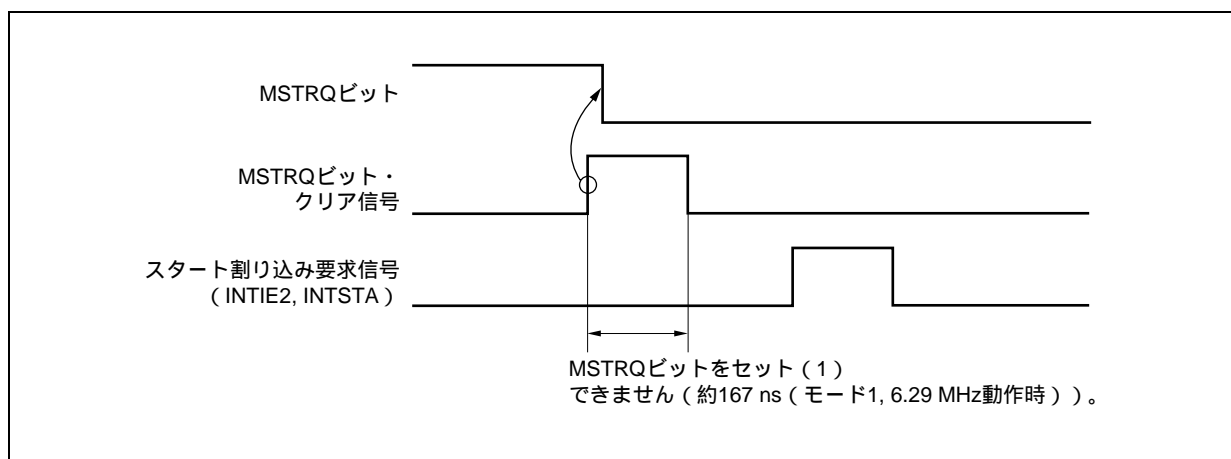 MSTRQビット
MSTRQビット・
クリア信号
スタート割り込み要求信号
（INTIE2, INTSTA）
MSTRQビットをセット（1）
できません（約167 ns（モード1, 6.29 MHz動作時））。